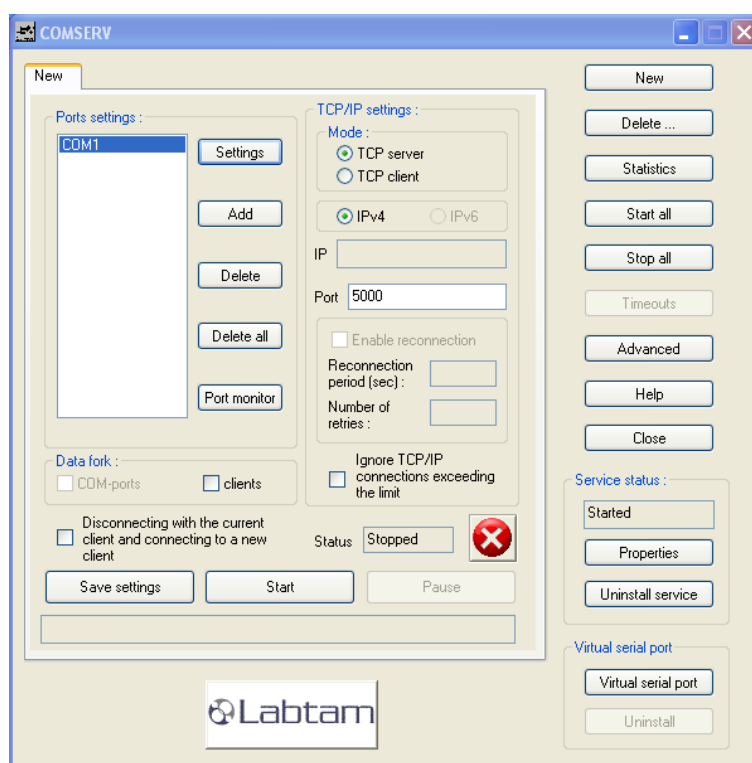 COMSERV
New
Ports settings :
COM1
Settings
Add
Delete
Delete all
Port monitor
Data fork :
COM-ports
clients
Disconnecting with the current
client and connecting to a new
client
TCP/IP settings :
Mode :
TCP server
TCP client
IPv4
IPv6
IP
Port
5000
Enable reconnection
Reconnection
period (sec) :
Number of
retries :
Ignore TCP/IP
connections exceeding
the limit
Status
Stopped
Save settings
Start
Pause
Labtam
New
Delete ...
Statistics
Start all
Stop all
Timeouts
Advanced
Help
Close
Service status :
Started
Properties
Uninstall service
Virtual serial port
Virtual serial port
Uninstall